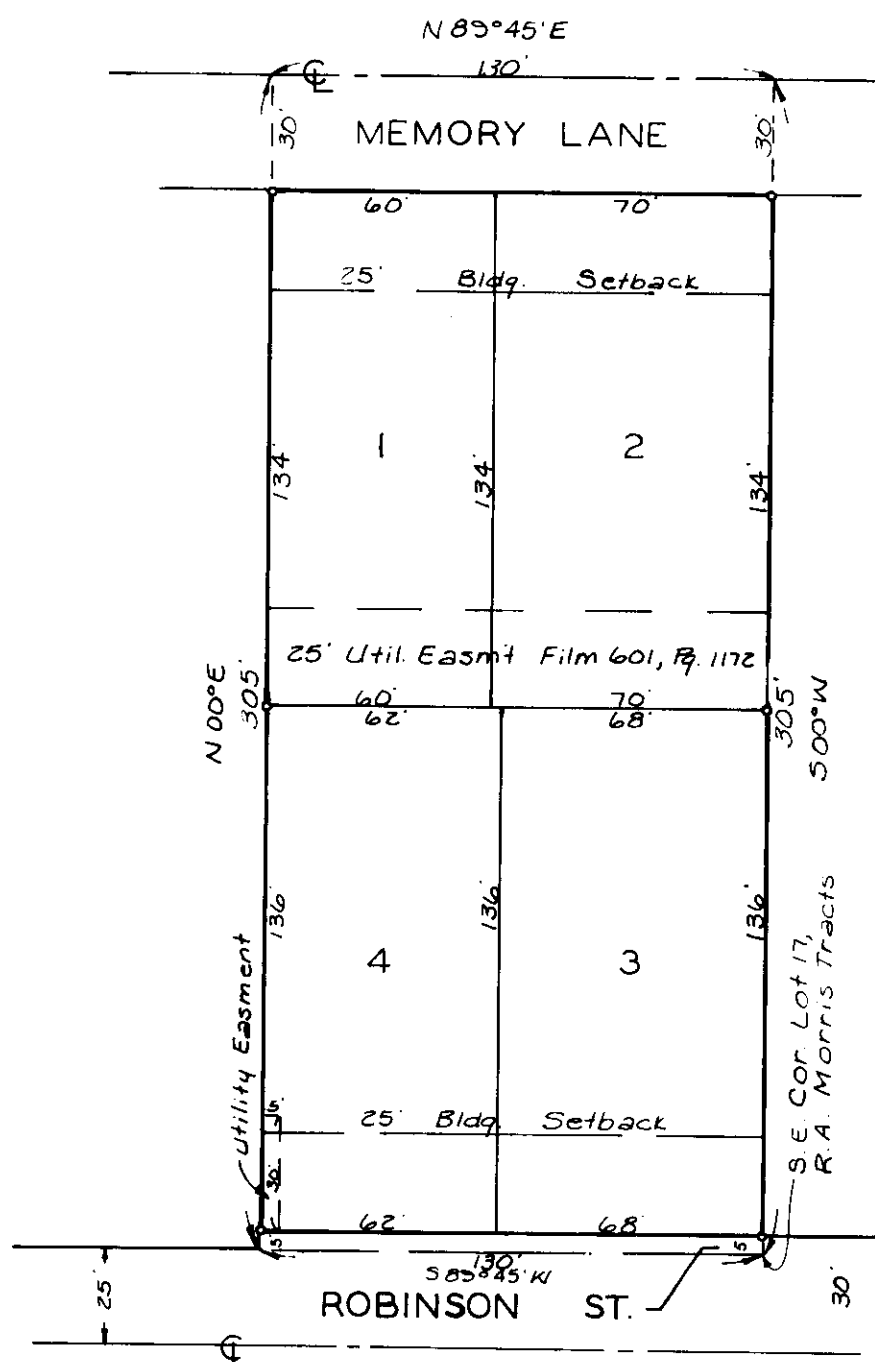 N 89°45'E
℄ 130'
30' MEMORY LANE 30'
60' 70'
25' Bldg. Setback
1 2
134' 134' 134'
25' Util. Easmt Film 601, Pg. 1172
N 00°E 305' 60' 70' 305' S 00° W
62' 68'
136' 136' 136'
4 3
Utility Easment
S.E. Cor. Lot 17,
R.A. Morris Tracts
5'
25' Bldg. Setback
30'
62' 68'
5' 130' 5
S 89°45' W
25' ROBINSON ST. 30'
℄